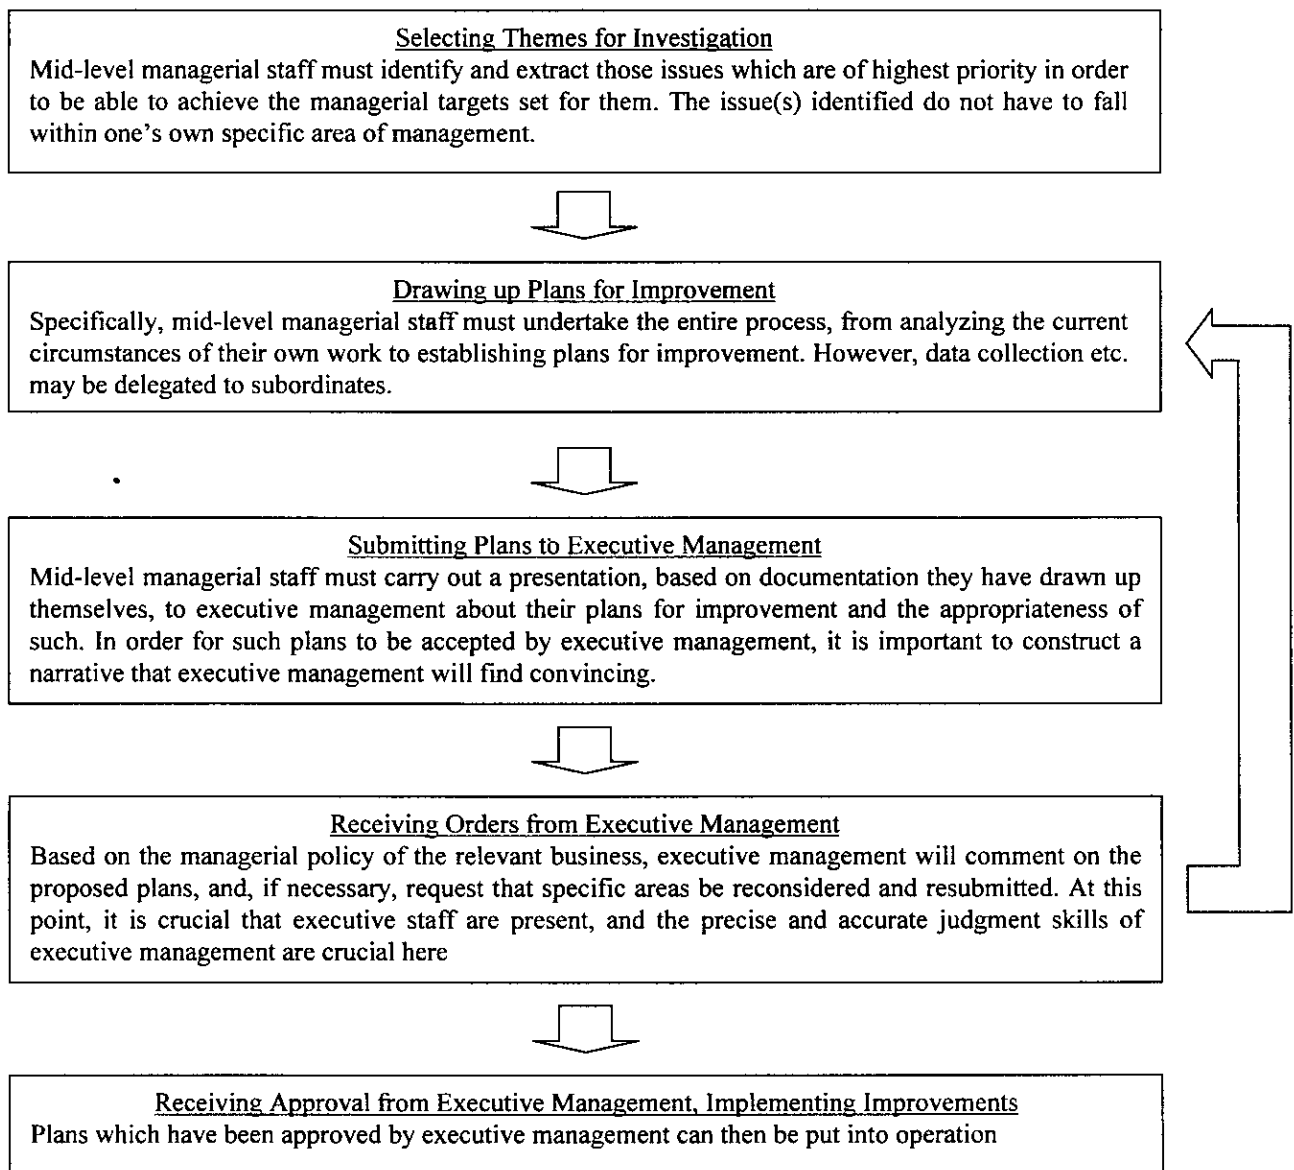 Selecting Themes for Investigation
Mid-level managerial staff must identify and extract those issues which are of highest priority in order
to be able to achieve the managerial targets set for them. The issue(s) identified do not have to fall
within one's own specific area of management.
Drawing up Plans for Improvement
Specifically, mid-level managerial staff must undertake the entire process, from analyzing the current
circumstances of their own work to establishing plans for improvement. However, data collection etc.
may be delegated to subordinates.
Submitting Plans to Executive Management
Mid-level managerial staff must carry out a presentation, based on documentation they have drawn up
themselves, to executive management about their plans for improvement and the appropriateness of
such. In order for such plans to be accepted by executive management, it is important to construct a
narrative that executive management will find convincing.
Receiving Orders from Executive Management
Based on the managerial policy of the relevant business, executive management will comment on the
proposed plans, and, if necessary, request that specific areas be reconsidered and resubmitted. At this
point, it is crucial that executive staff are present, and the precise and accurate judgment skills of
executive management are crucial here
Receiving Approval from Executive Management, Implementing Improvements
Plans which have been approved by executive management can then be put into operation